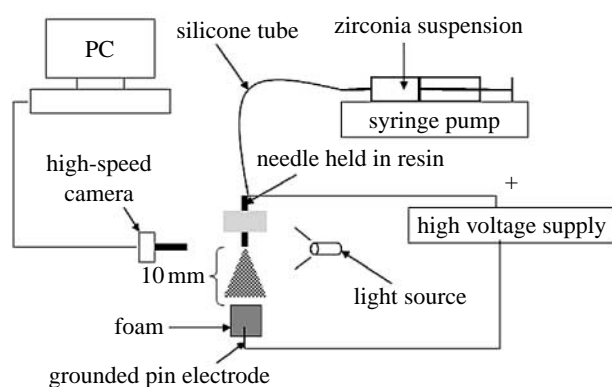 PC
silicone tube
zirconia suspension
syringe pump
needle held in resin
high-speed
camera
+
high voltage supply
10 mm
light source
foam
grounded pin electrode